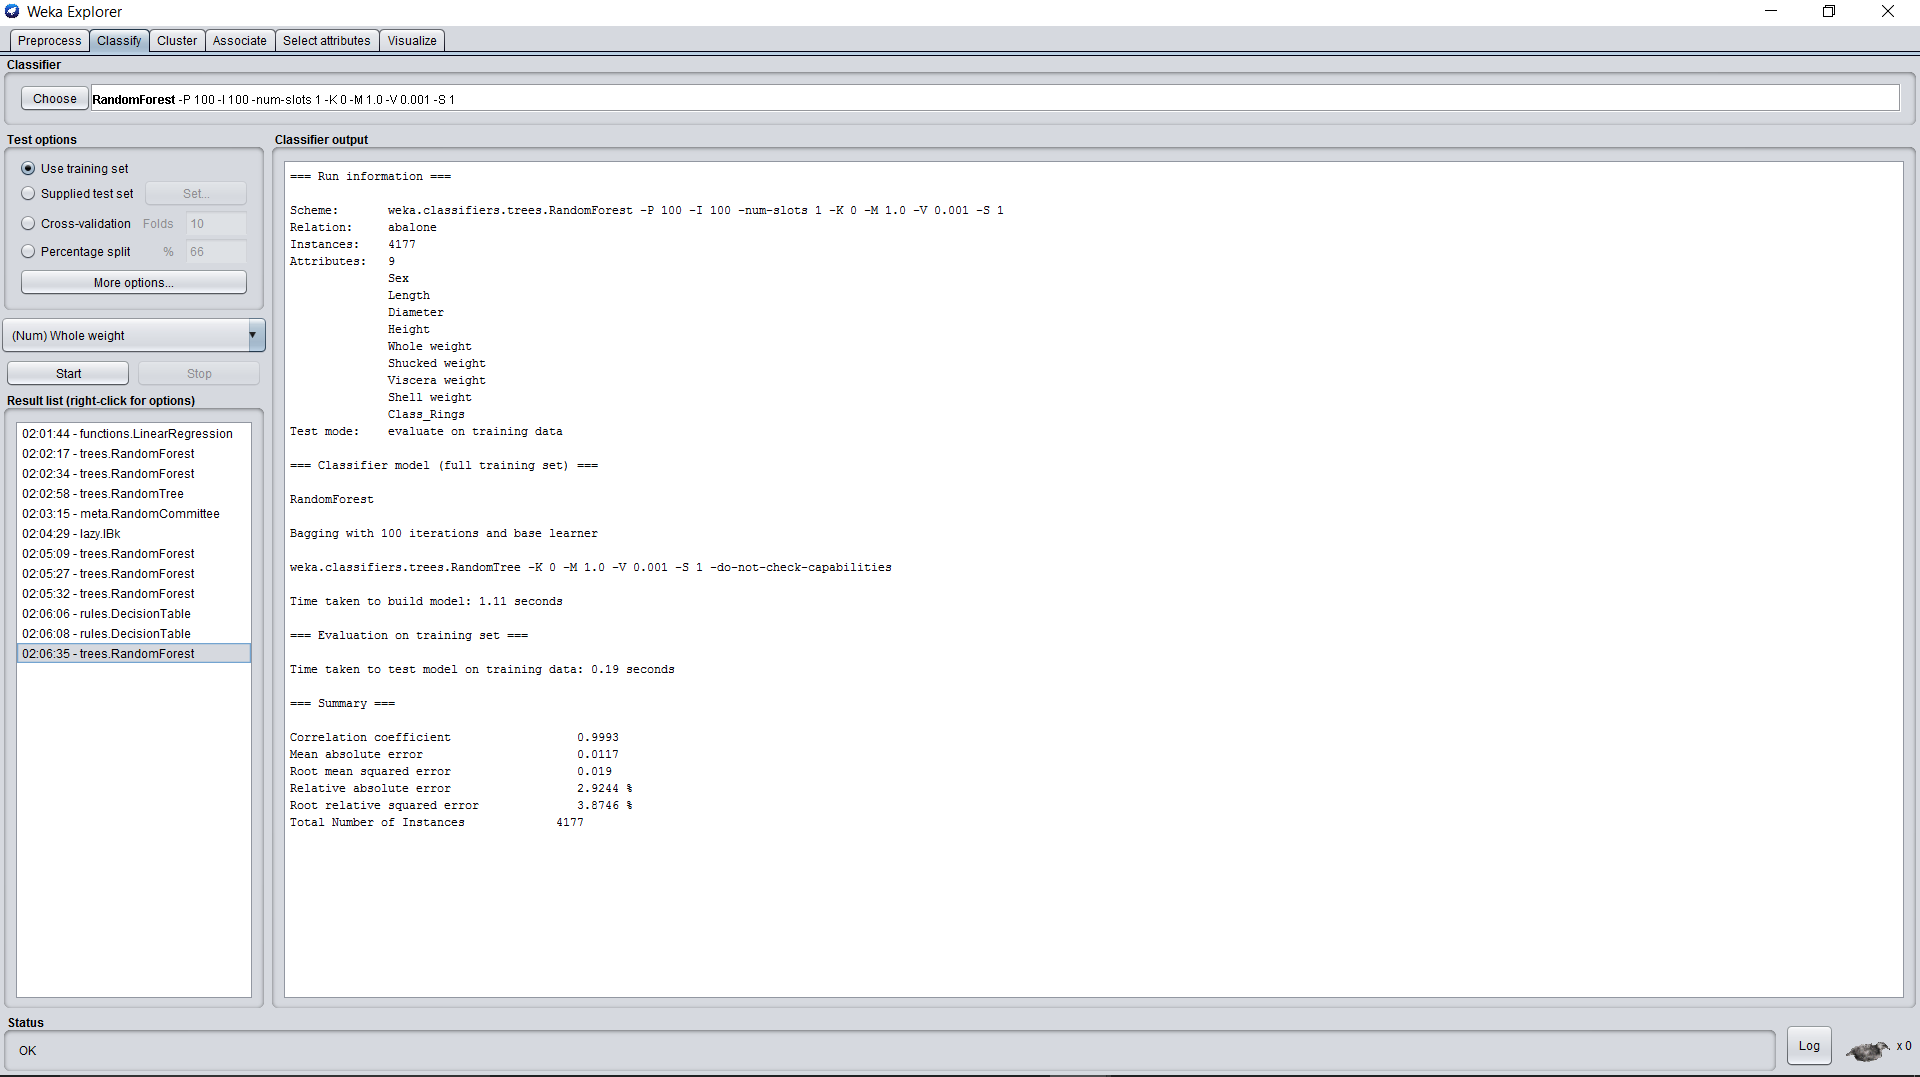 Weka Explorer
Preprocess Classify Cluster Associate Select attributes Visualize
Classifier
Choose RandomForest -P 100 -I 100 -num-slots 1 -K 0 -M 1.0 -V 0.001 -S 1
Test options
Use training set
Supplied test set Set...
Cross-validation Folds 10
Percentage split % 66
More options...
(Num) Whole weight
Start Stop
Result list (right-click for options)
02:01:44 - functions.LinearRegression
02:02:17 - trees.RandomForest
02:02:34 - trees.RandomForest
02:02:58 - trees.RandomTree
02:03:15 - meta.RandomCommittee
02:04:29 - lazy.IBk
02:05:09 - trees.RandomForest
02:05:27 - trees.RandomForest
02:05:32 - trees.RandomForest
02:06:06 - rules.DecisionTable
02:06:08 - rules.DecisionTable
02:06:35 - trees.RandomForest
Classifier output
=== Run information ===
Scheme: weka.classifiers.trees.RandomForest -P 100 -I 100 -num-slots 1 -K 0 -M 1.0 -V 0.001 -S 1
Relation: abalone
Instances: 4177
Attributes: 9
Sex
Length
Diameter
Height
Whole weight
Shucked weight
Viscera weight
Shell weight
Class_Rings
Test mode: evaluate on training data
=== Classifier model (full training set) ===
RandomForest
Bagging with 100 iterations and base learner
weka.classifiers.trees.RandomTree -K 0 -M 1.0 -V 0.001 -S 1 -do-not-check-capabilities
Time taken to build model: 1.11 seconds
=== Evaluation on training set ===
Time taken to test model on training data: 0.19 seconds
=== Summary ===
Correlation coefficient 0.9993
Mean absolute error 0.0117
Root mean squared error 0.019
Relative absolute error 2.9244 %
Root relative squared error 3.8746 %
Total Number of Instances 4177
Status
OK
Log x 0